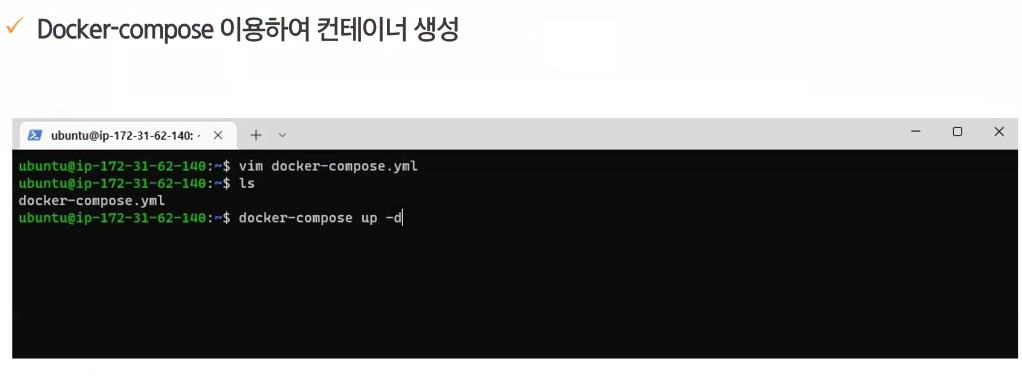 ✓ Docker-compose 이용하여 컨테이너 생성
ubuntu@ip-172-31-62-140: ~
ubuntu@ip-172-31-62-140:~$ vim docker-compose.yml
ubuntu@ip-172-31-62-140:~$ ls
docker-compose.yml
ubuntu@ip-172-31-62-140:~$ docker-compose up -d